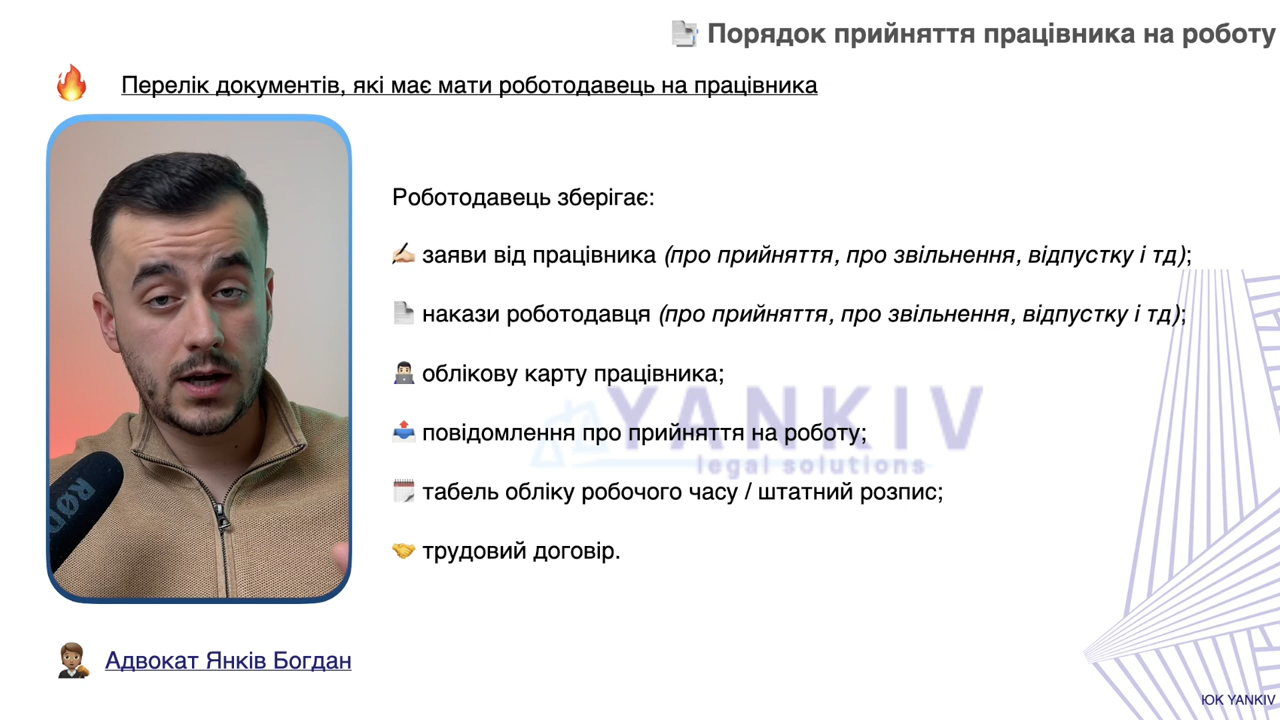 Порядок прийняття працівника на роботу
Перелік документів, які має мати роботодавець на працівника
Роботодавець зберігає:
заяви від працівника (про прийняття, про звільнення, відпустку і тд);
накази роботодавця (про прийняття, про звільнення, відпустку і тд);
облікову карту працівника;
YANKIV
повідомлення про прийняття на роботу;
legal solutions
табель обліку робочого часу / штатний розпис;
трудовий договір.
RØD
Адвокат Янків Богдан
ЮК YANKIV